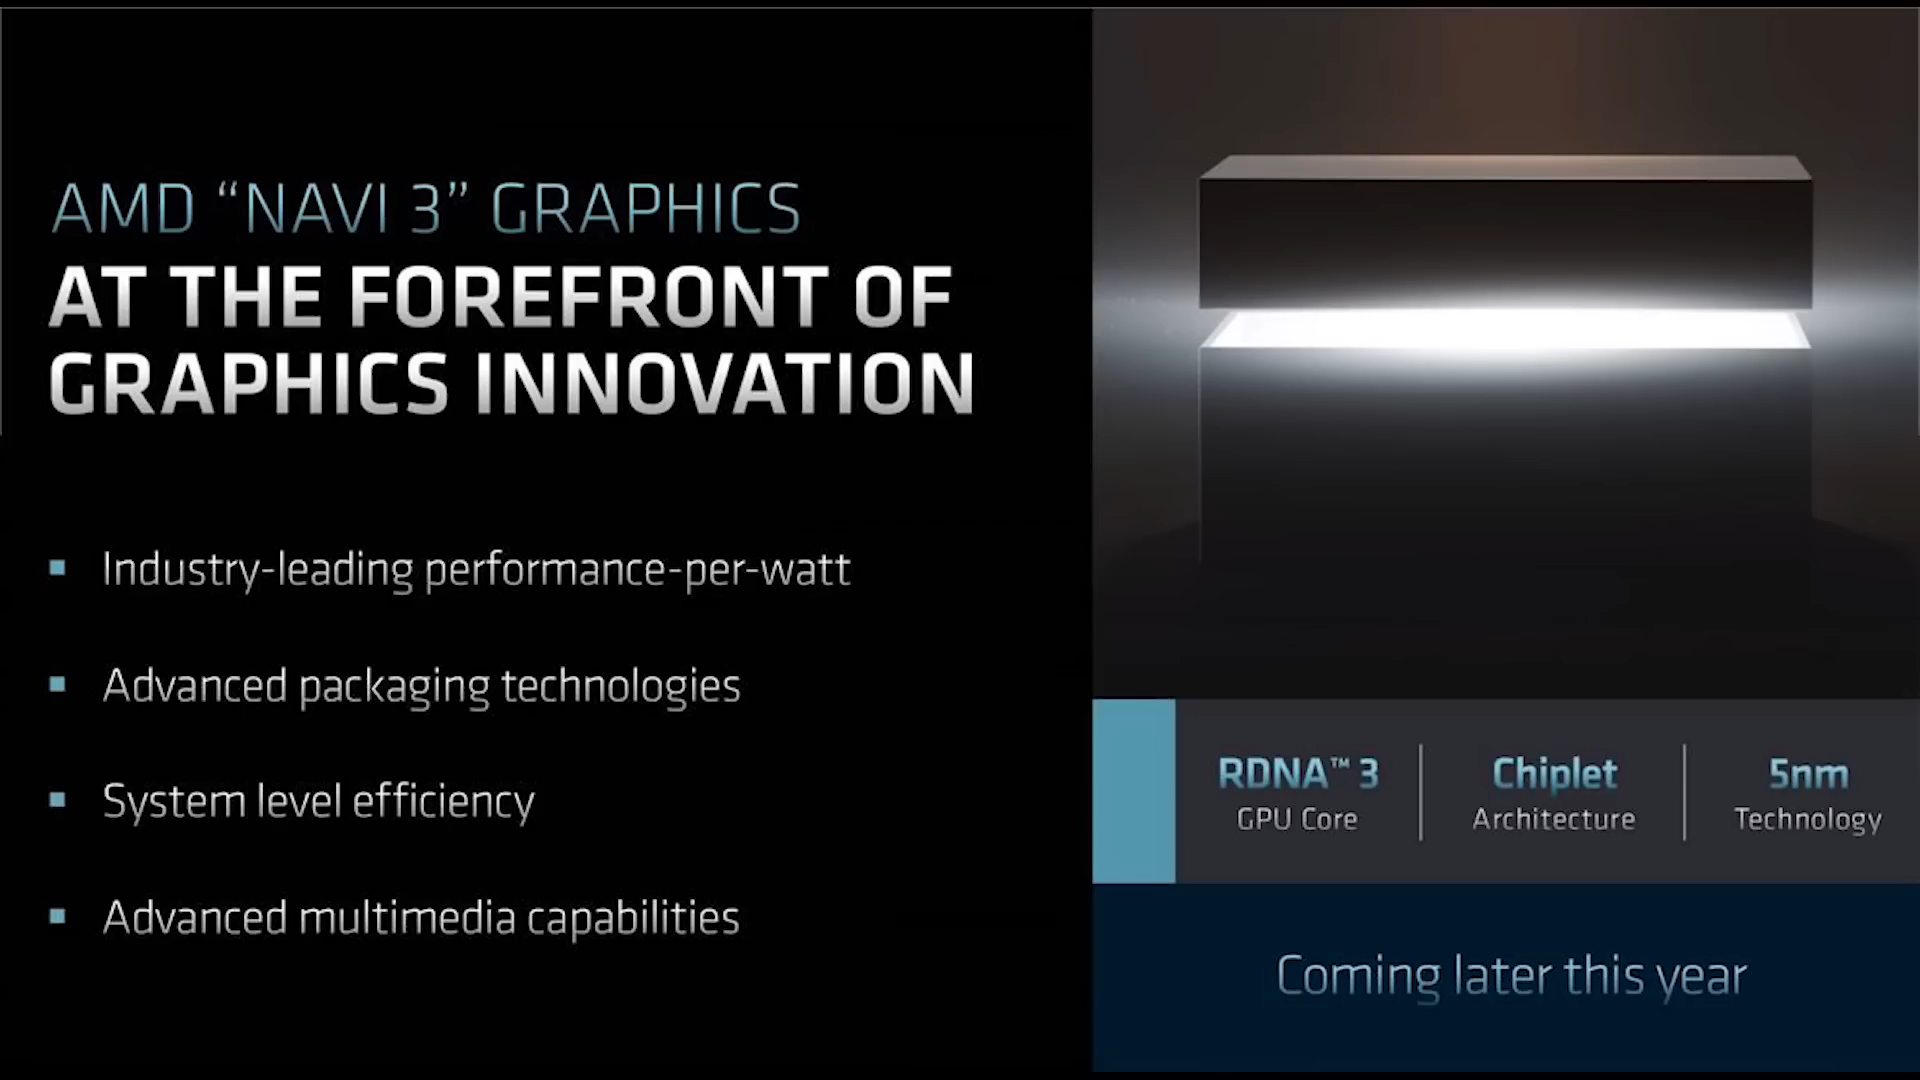 AMD “NAVI 3” GRAPHICS
AT THE FOREFRONT OF
GRAPHICS INNOVATION
▪ Industry-leading performance-per-watt
▪ Advanced packaging technologies
▪ System level efficiency
▪ Advanced multimedia capabilities
RDNA™ 3
GPU Core
Chiplet
Architecture
5nm
Technology
Coming later this year